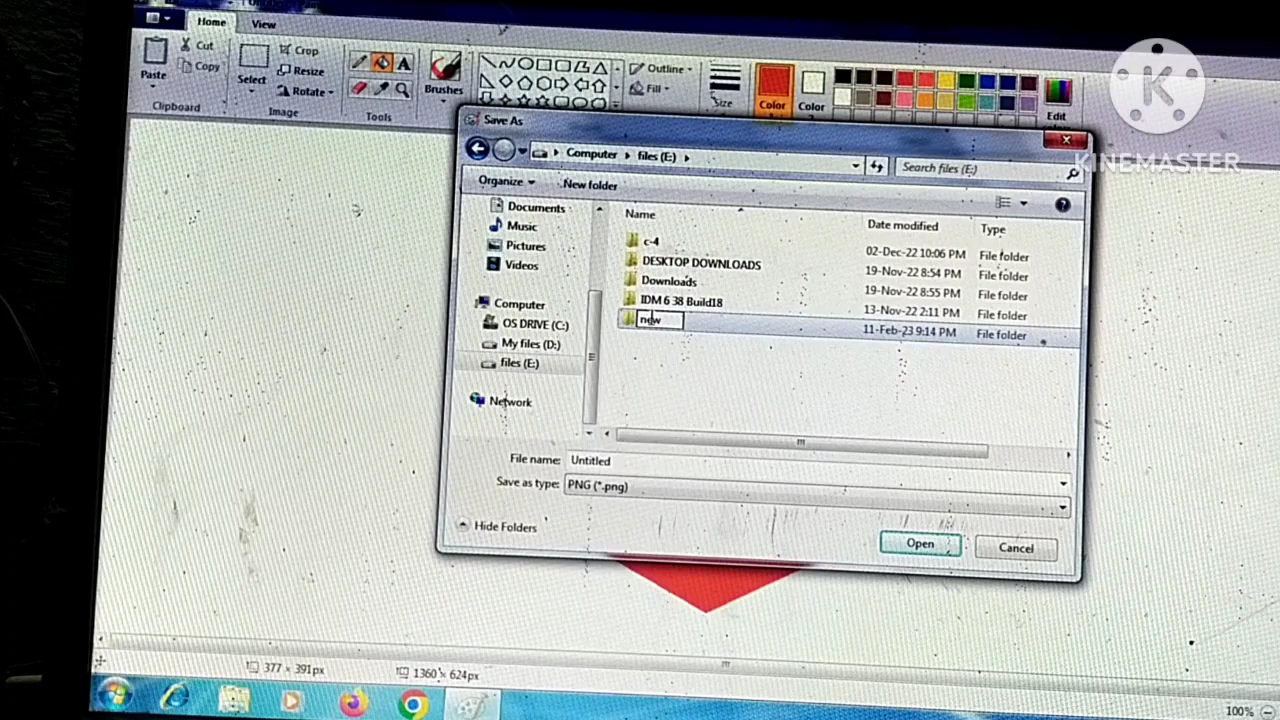 Home View
Paste
Cut
Copy
Clipboard
Select
Crop
Resize
Rotate
Image
A
Tools
Brushes
Outline
Fill
Size
Color
Color
Edit
K
KINEMASTER
Save As
Computer files (E:)
Search files (E:)
Organize New folder
Documents
Music
Pictures
Videos
Computer
OS DRIVE (C:)
My files (D:)
files (E:)
Network
Name Date modified Type
c-4 02-Dec-22 10:06 PM File folder
DESKTOP DOWNLOADS 19-Nov-22 8:54 PM File folder
Downloads 19-Nov-22 8:55 PM File folder
IDM 6 38 Build18 13-Nov-22 2:11 PM File folder
new 11-Feb-23 9:14 PM File folder
File name: Untitled
Save as type: PNG (*.png)
Hide Folders
Open Cancel
377 × 391px 1360 × 624px
100%